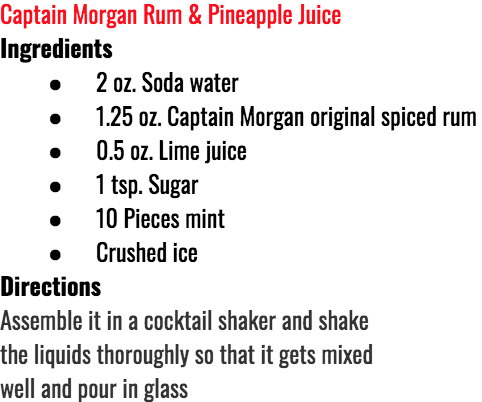 Captain Morgan Rum & Pineapple Juice
Ingredients
● 2 oz. Soda water
● 1.25 oz. Captain Morgan original spiced rum
● 0.5 oz. Lime juice
● 1 tsp. Sugar
● 10 Pieces mint
● Crushed ice
Directions
Assemble it in a cocktail shaker and shake
the liquids thoroughly so that it gets mixed
well and pour in glass